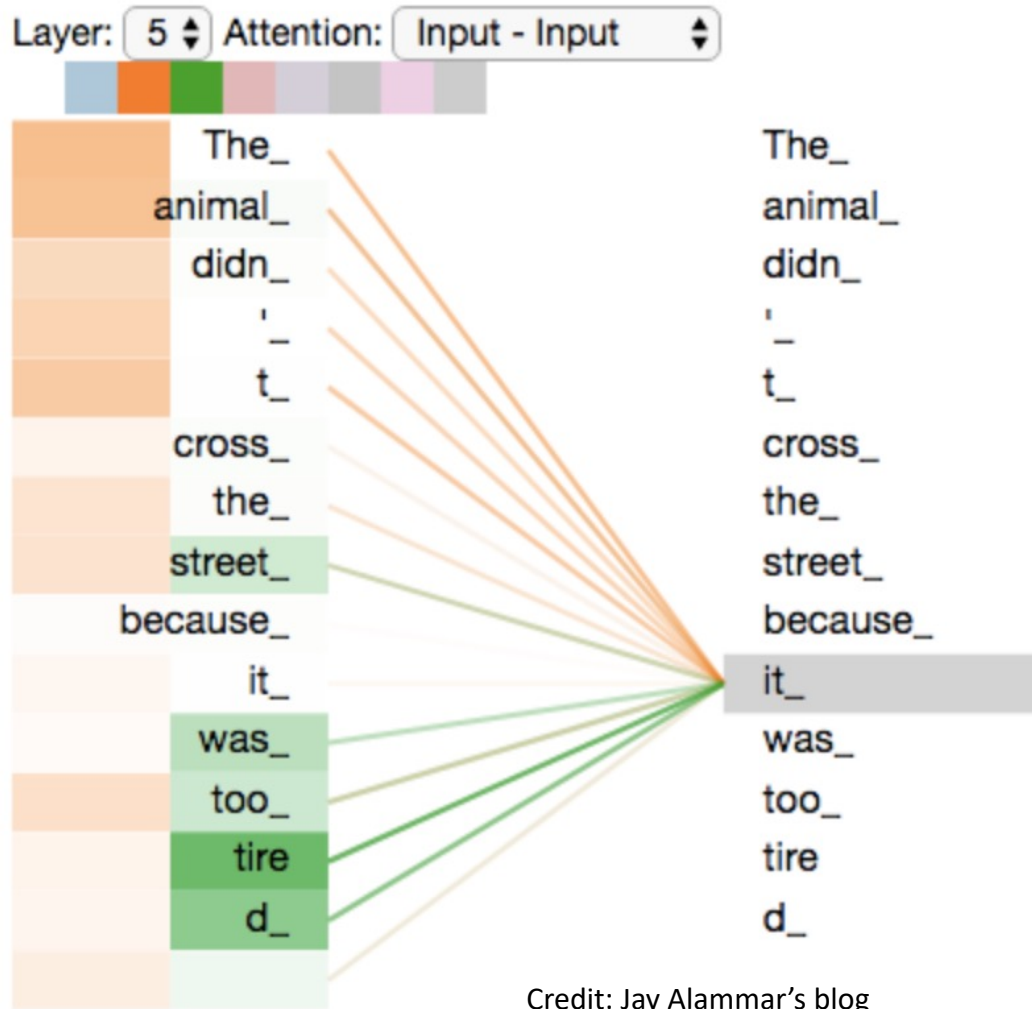 Layer: 5 Attention: Input - Input
The_ The_
animal_ animal_
didn_ didn_
'_ '_
t_ t_
cross_ cross_
the_ the_
street_ street_
because_ because_
it_ it_
was_ was_
too_ too_
tire tire
d_ d_
Credit: Jay Alammar’s blog